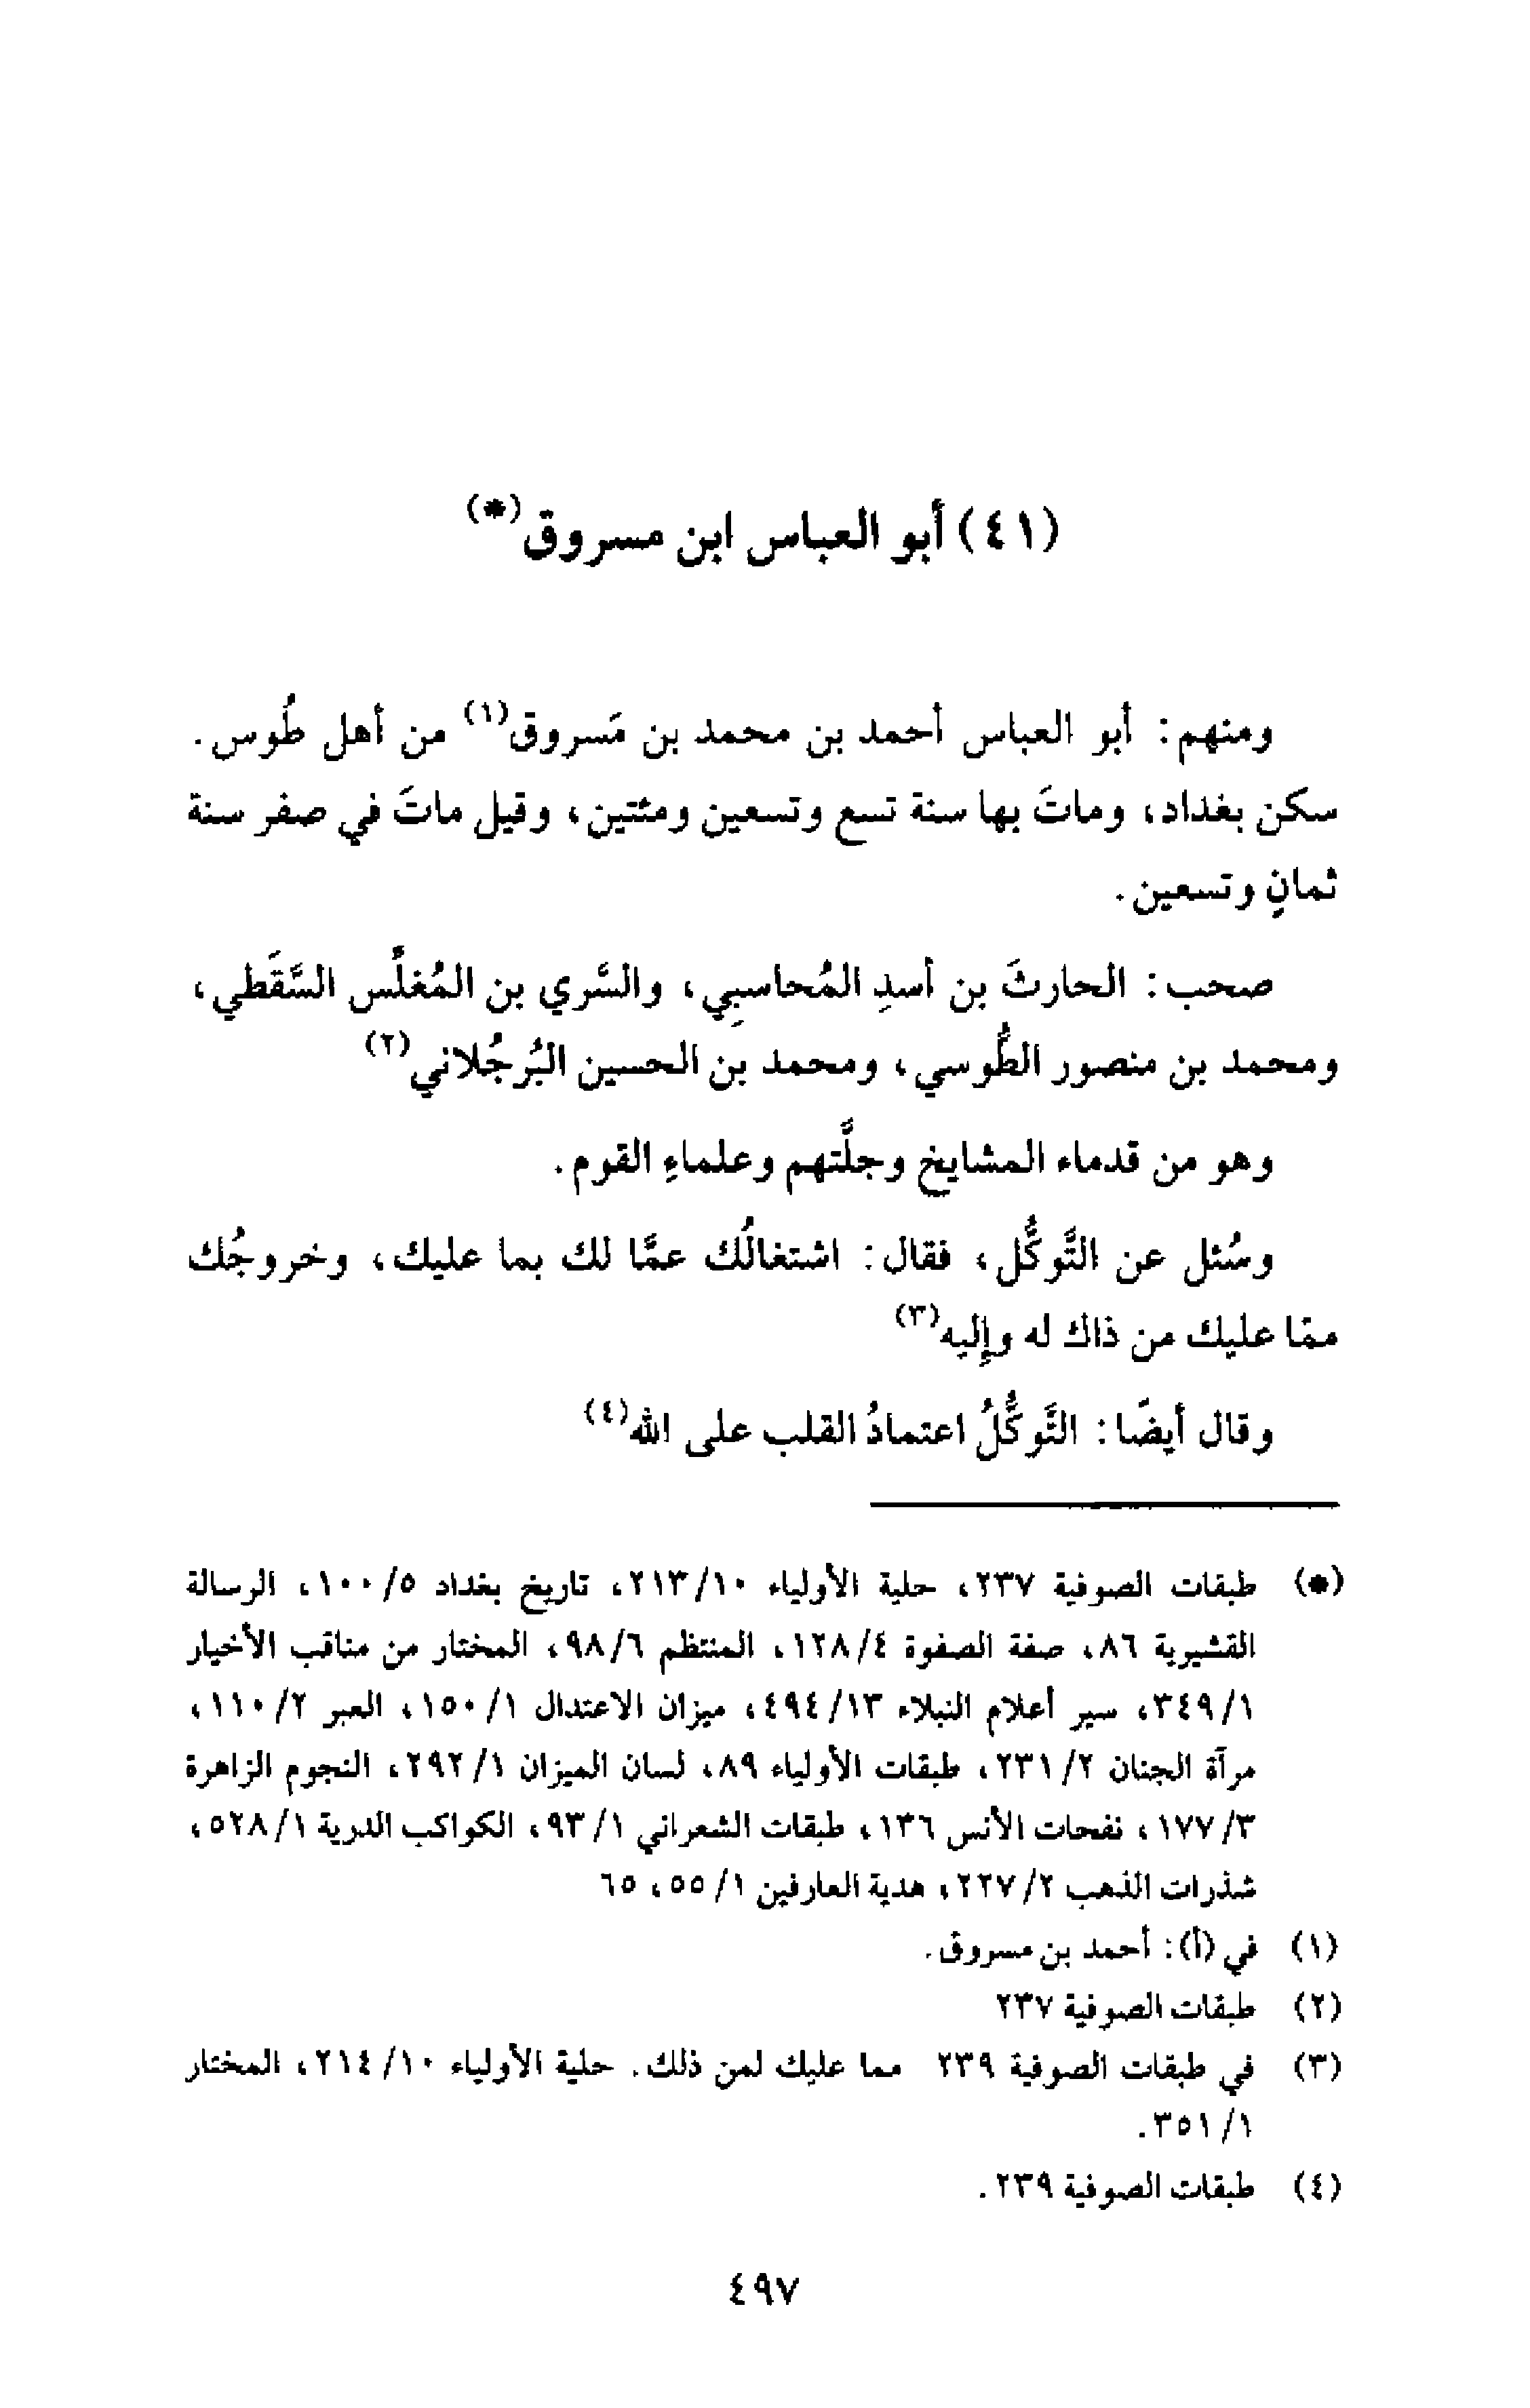 (٤١) أبو العباس ابن مسروق(*)
ومنهم: أبو العباس أحمد بن محمد بن مَسروق(١) من أهل طُوس.
سكن بغداد، وماتَ بها سنة تسع وتسعين ومئتين، وقيل ماتَ في صفر سنة
ثمانٍ وتسعين.
صحب: الحارثَ بن أسدِ المُحاسبِي، والسَّري بن المُغلِّس السَّقَطي،
ومحمد بن منصور الطُّوسي، ومحمد بن الحسين البُرجُلاني(٢)
وهو من قدماء المشايخ وجلَّتهم وعلماءِ القوم.
وسُئل عن التَّوكُّل، فقال: اشتغالُك عمَّا لك بما عليك، وخروجُك
ممَّا عليك من ذاك له وإليه(٣)
وقال أيضًا: التَّوكُّلُ اعتمادُ القلب على الله(٤)
(*) طبقات الصوفية ٢٣٧، حلية الأولياء ٢١٣/١٠، تاريخ بغداد ١٠٠/٥، الرسالة
القشيرية ٨٦، صفة الصفوة ١٢٨/٤، المنتظم ٩٨/٦، المختار من مناقب الأخيار
٣٤٩/١، سير أعلام النبلاء ٤٩٤/١٣، ميزان الاعتدال ١٥٠/١، العبر ١١٠/٢،
مرآة الجنان ٢٣١/٢، طبقات الأولياء ٨٩، لسان الميزان ٢٩٢/١، النجوم الزاهرة
١٧٧/٣، نفحات الأنس ١٣٦، طبقات الشعراني ٩٣/١، الكواكب الدرية ٥٢٨/١،
شذرات الذهب ٢٢٧/٢، هدية العارفين ٥٥/١، ٦٥
(١) في (أ): أحمد بن مسروق.
(٢) طبقات الصوفية ٢٣٧
(٣) في طبقات الصوفية ٢٣٩ مما عليك لمن ذلك. حلية الأولياء ٢١٤/١٠، المختار
٣٥١/١.
(٤) طبقات الصوفية ٢٣٩.
٤٩٧